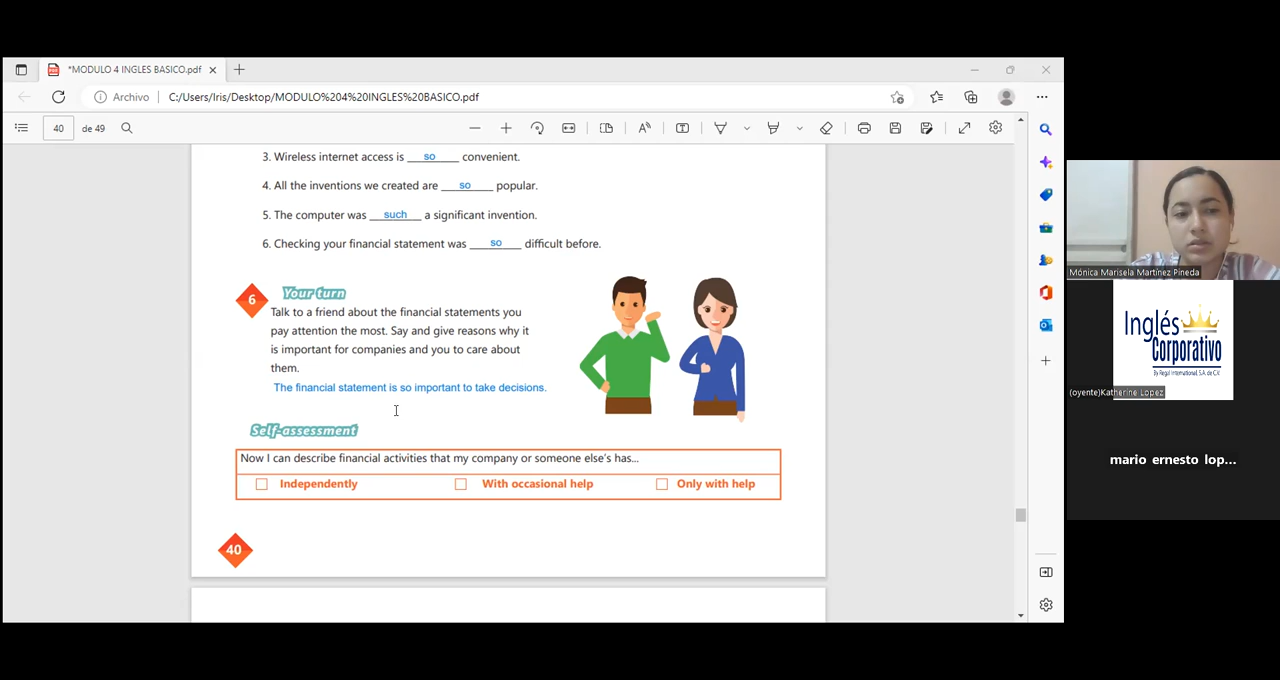 *MODULO 4 INGLES BASICO.pdf
Archivo
C:/Users/Iris/Desktop/MODULO%204%20INGLES%20BASICO.pdf
40
de 49
3. Wireless internet access is so convenient.
4. All the inventions we created are so popular.
5. The computer was such a significant invention.
6. Checking your financial statement was so difficult before.
6
Your turn
Talk to a friend about the financial statements you
pay attention the most. Say and give reasons why it
is important for companies and you to care about
them.
The financial statement is so important to take decisions.
Self-assessment
Now I can describe financial activities that my company or someone else's has...
Independently
With occasional help
Only with help
40
Mónica Marisela Martínez Pineda
Inglés
Corporativo
By Regal International, S.A. de C.V.
(oyente)Katherine Lopez
mario ernesto lop...